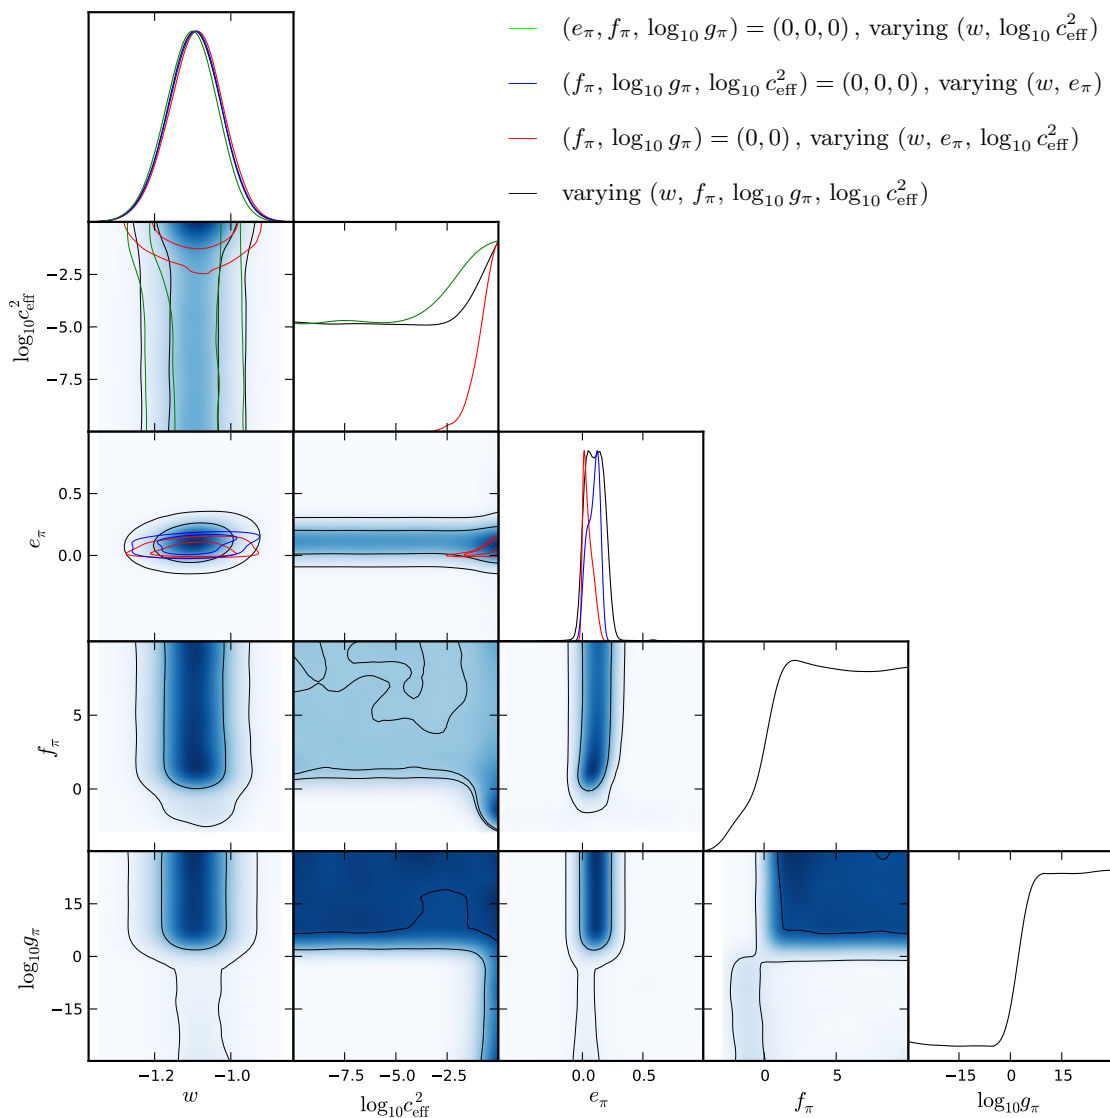 (e_π, f_π, log₁₀ g_π) = (0, 0, 0), varying (w, log₁₀ c²_eff)
(f_π, log₁₀ g_π, log₁₀ c²_eff) = (0, 0, 0), varying (w, e_π)
(f_π, log₁₀ g_π) = (0, 0), varying (w, e_π, log₁₀ c²_eff)
varying (w, f_π, log₁₀ g_π, log₁₀ c²_eff)
−2.5
−5.0
−7.5
log₁₀c²_eff
0.5
0.0
e_π
5
0
f_π
15
0
−15
log₁₀g_π
−1.2 −1.0
w
−7.5 −5.0 −2.5
log₁₀c²_eff
0.0 0.5
e_π
0 5
f_π
−15 0 15
log₁₀g_π